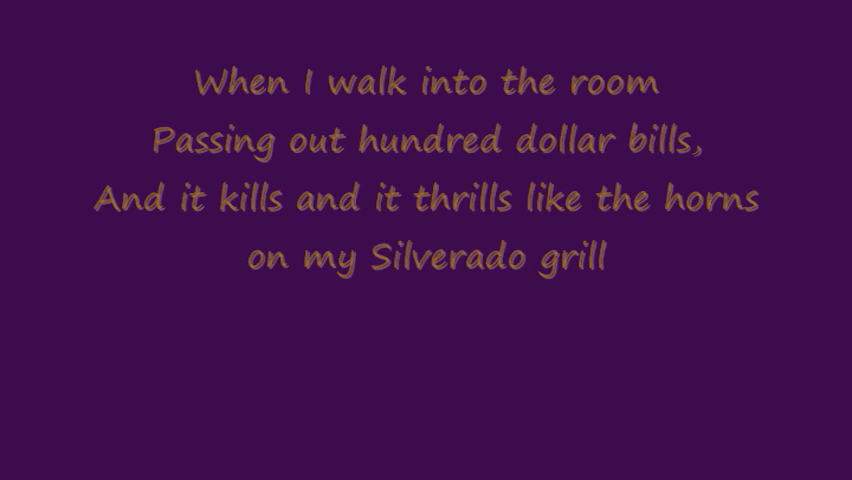 When I walk into the room
Passing out hundred dollar bills,
And it kills and it thrills like the horns
on my Silverado grill